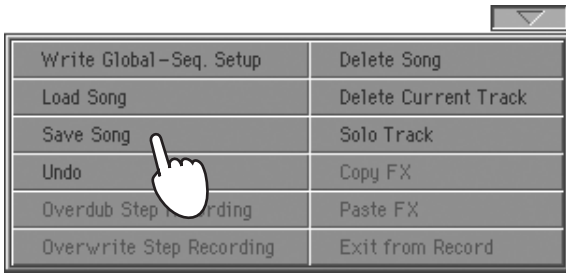 Write Global-Seq. Setup
Delete Song
Load Song
Delete Current Track
Save Song
Solo Track
Undo
Copy FX
Overdub Step Recording
Paste FX
Overwrite Step Recording
Exit from Record